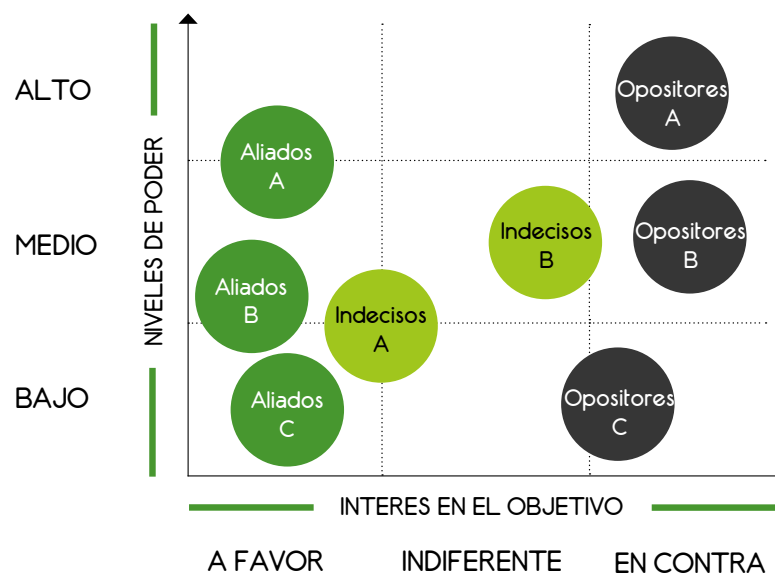 ALTO
MEDIO
BAJO
NIVELES DE PODER
Aliados
A
Aliados
B
Aliados
C
Indecisos
A
Indecisos
B
Opositores
A
Opositores
B
Opositores
C
INTERES EN EL OBJETIVO
A FAVOR
INDIFERENTE
EN CONTRA